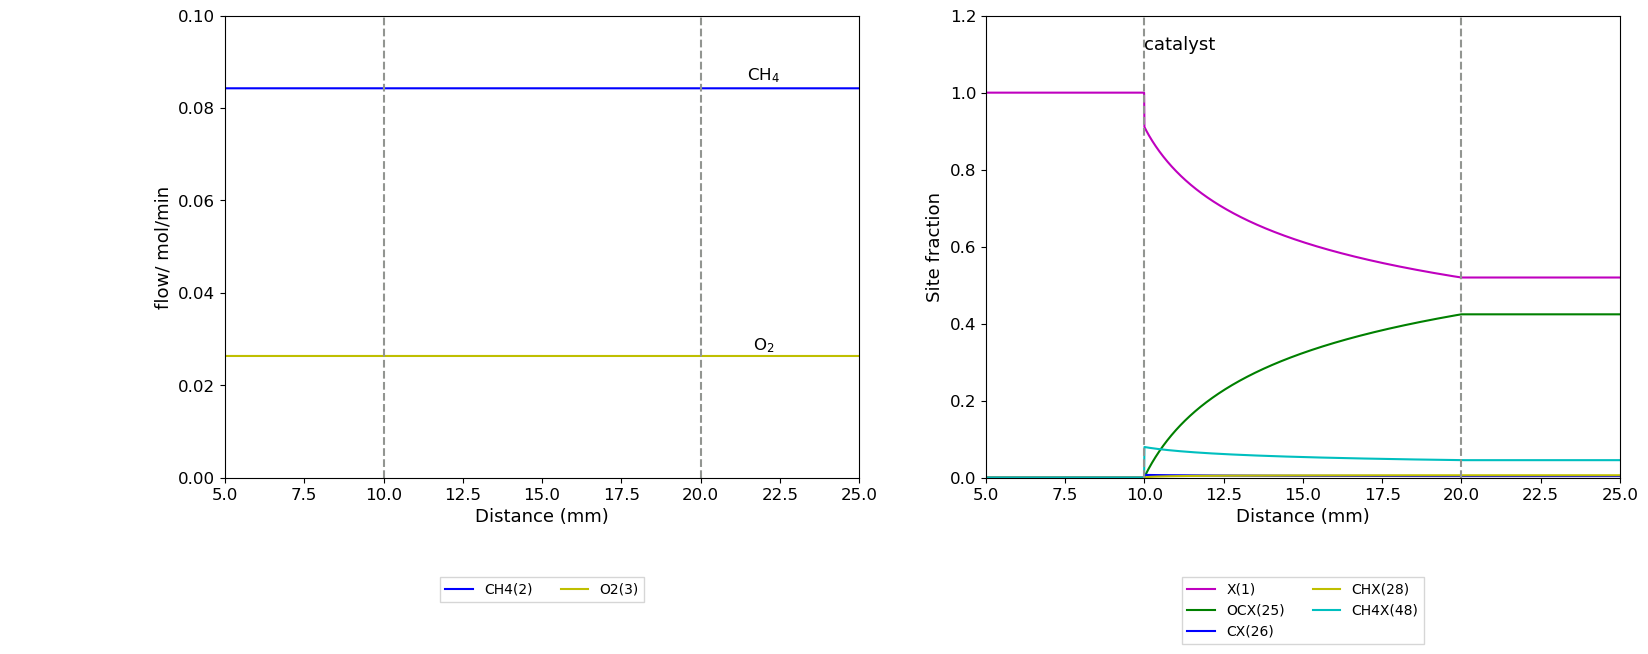 0.10
0.08
0.06
0.04
0.02
0.00
flow/ mol/min
CH4
O2
5.0 7.5 10.0 12.5 15.0 17.5 20.0 22.5 25.0
Distance (mm)
CH4(2) O2(3)
1.2
1.0
0.8
0.6
0.4
0.2
0.0
Site fraction
catalyst
5.0 7.5 10.0 12.5 15.0 17.5 20.0 22.5 25.0
Distance (mm)
X(1) CHX(28)
OCX(25) CH4X(48)
CX(26)